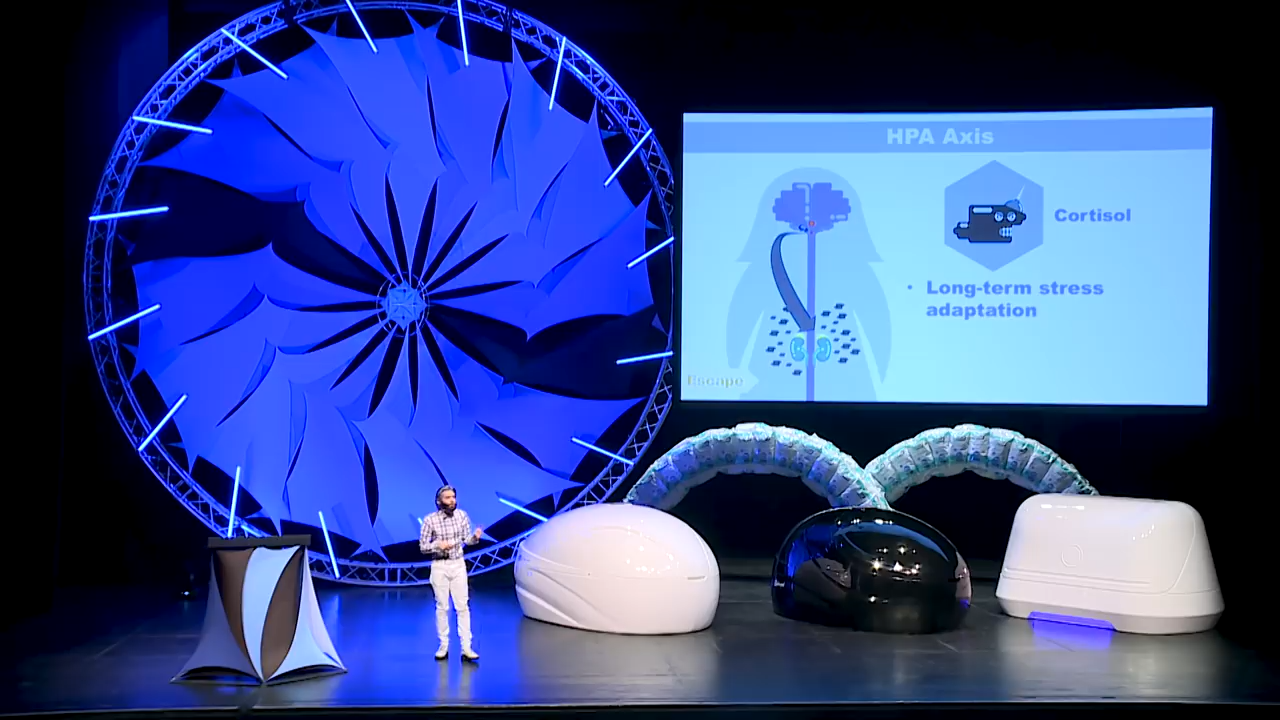 HPA Axis
Cortisol
• Long-term stress
adaptation
Escape